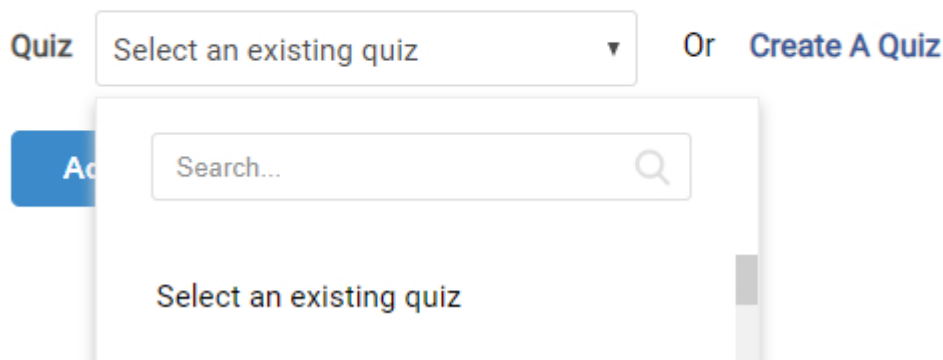 Quiz Select an existing quiz ▼ Or Create A Quiz
Search...
Select an existing quiz